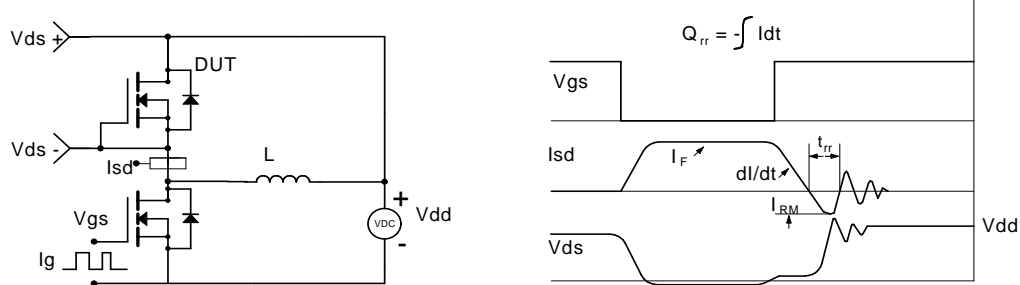 Vds +
DUT
Vds -
Isd
L
Vgs
Ig
+
VDC
-
Vdd
Q rr = - ∫ Idt
Vgs
Isd
I F
dI/dt
t rr
I RM
Vds
Vdd